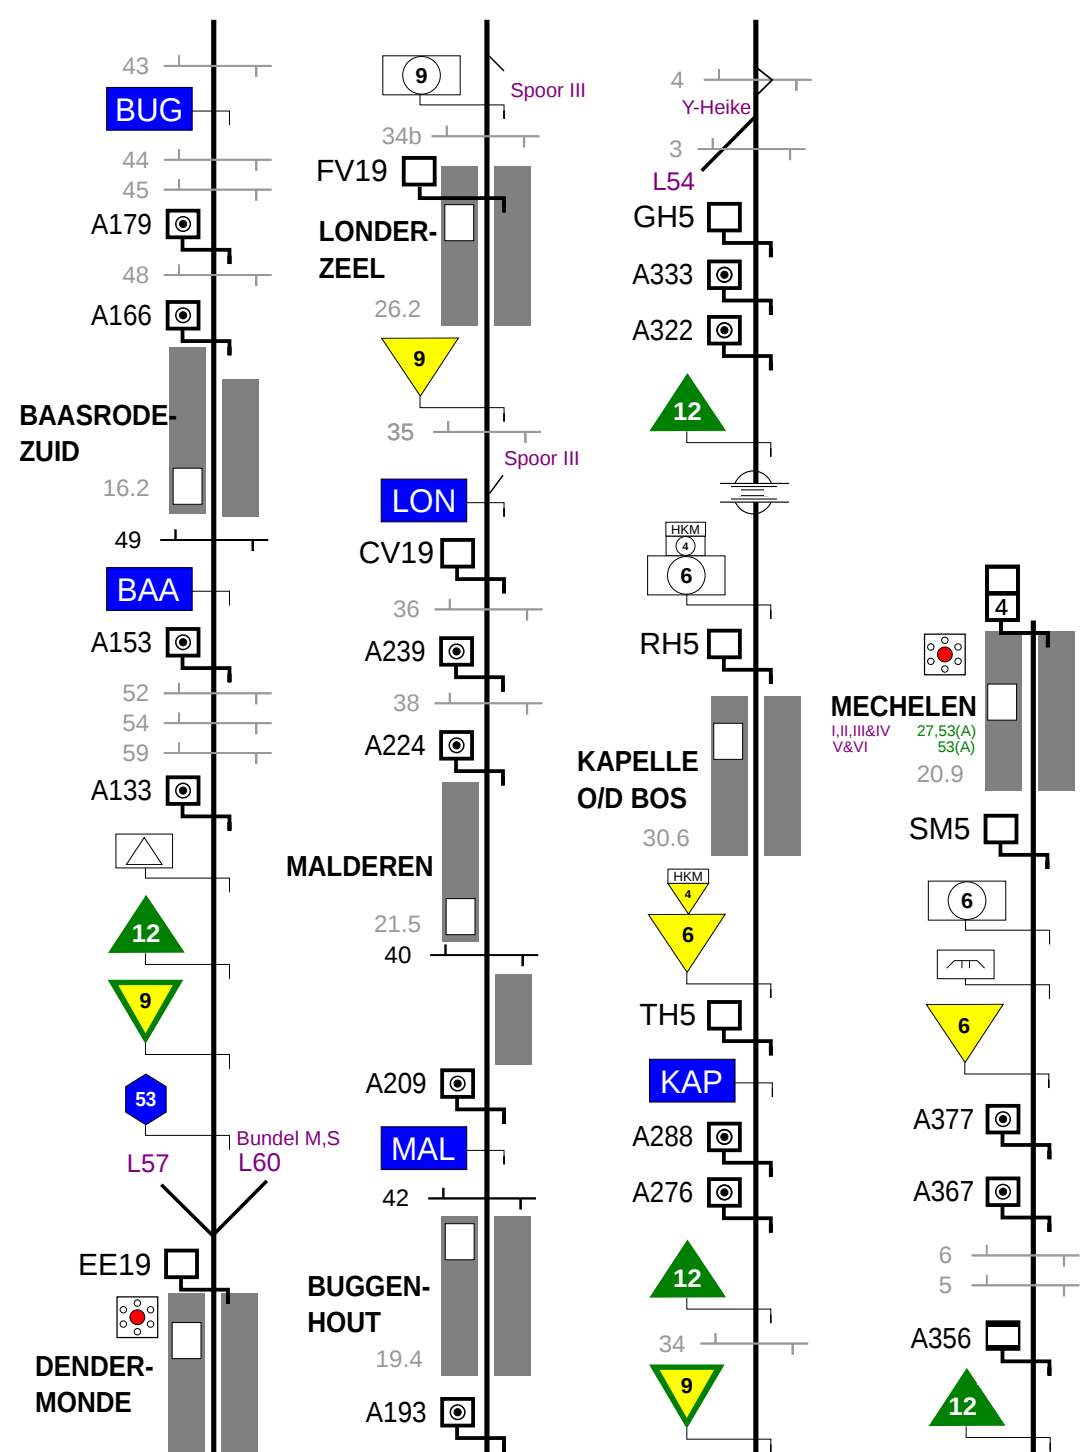 43
BUG
44
45
A179
48
A166
BAASRODE-
ZUID
16.2
49
BAA
A153
52
54
59
A133
12
9
53
Bundel M,S
L57
L60
EE19
DENDER-
MONDE
9
Spoor III
34b
FV19
LONDER-
ZEEL
26.2
9
35
Spoor III
LON
CV19
36
A239
38
A224
MALDEREN
21.5
40
A209
MAL
42
BUGGEN-
HOUT
19.4
A193
4
Y-Heike
3
L54
GH5
A333
A322
12
HKM
4
6
RH5
KAPELLE
O/D BOS
30.6
HKM
4
6
TH5
KAP
A288
A276
12
34
9
4
MECHELEN
I,II,III&IV 27,53(A)
V&VI 53(A)
20.9
SM5
6
6
A377
A367
6
5
A356
12